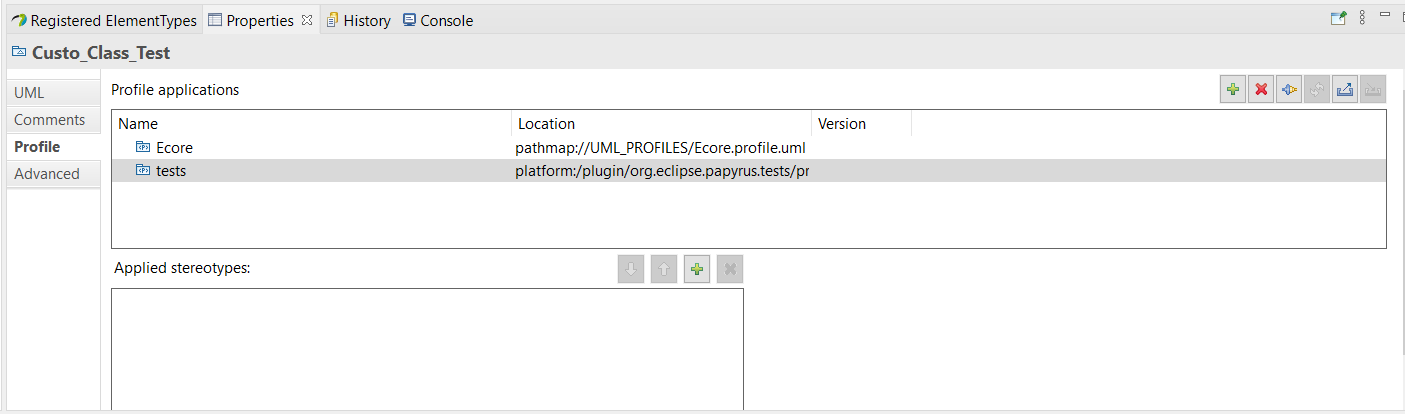 Registered ElementTypes Properties History Console
Custo_Class_Test
UML
Comments
Profile
Advanced
Profile applications
Name Location Version
Ecore pathmap://UML_PROFILES/Ecore.profile.uml
tests platform:/plugin/org.eclipse.papyrus.tests/pr
Applied stereotypes: